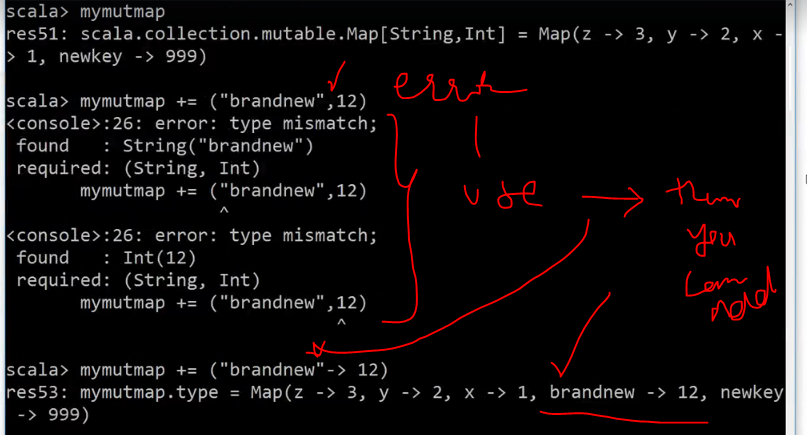 scala> mymutmap
res51: scala.collection.mutable.Map[String,Int] = Map(z -> 3, y -> 2, x -
> 1, newkey -> 999)
scala> mymutmap += ("brandnew",12)
error
<console>:26: error: type mismatch;
 found   : String("brandnew")
 required: (String, Int)
       mymutmap += ("brandnew",12)
                    ^
use → then
you
can
add
<console>:26: error: type mismatch;
 found   : Int(12)
 required: (String, Int)
       mymutmap += ("brandnew",12)
                               ^
scala> mymutmap += ("brandnew"-> 12)
res53: mymutmap.type = Map(z -> 3, y -> 2, x -> 1, brandnew -> 12, newkey
 -> 999)